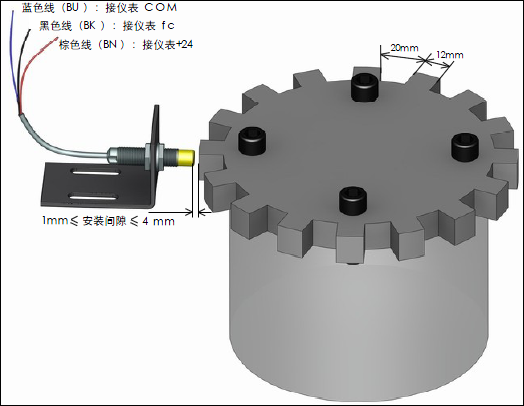 蓝色线（BU）：接仪表 COM
黑色线（BK）：接仪表 fc
棕色线（BN）：接仪表+24
20mm
12mm
1mm≤ 安装间隙 ≤ 4 mm